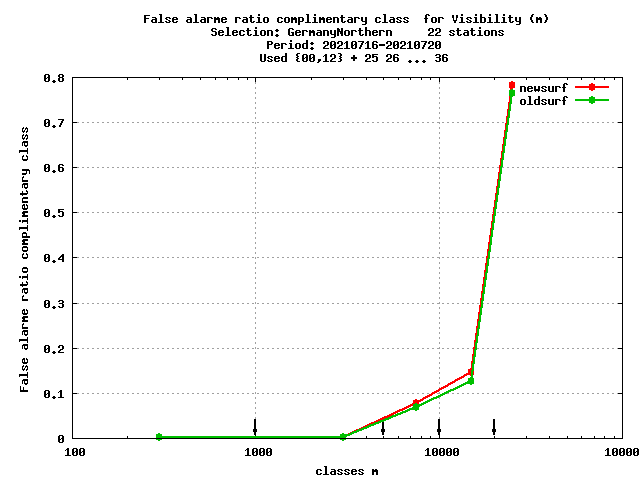 False alarme ratio complimentary class  for Visibility (m)
Selection: GermanyNorthern     22 stations
Period: 20210716-20210720
Used {00,12} + 25 26 ... 36
newsurf
oldsurf
False alarme ratio complimentary class
0.8
0.7
0.6
0.5
0.4
0.3
0.2
0.1
0
100 1000 10000 10000
classes m